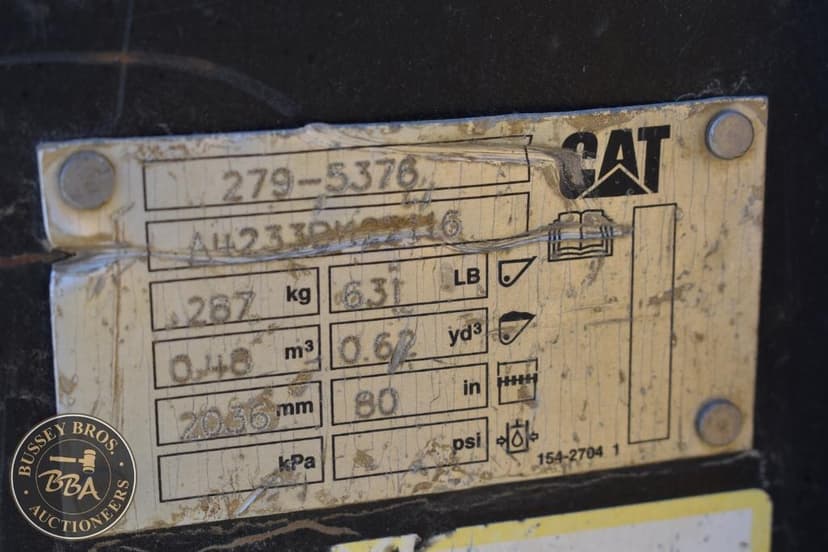 CAT
279-5376
287 kg 631 LB
0.48 m³ 0.62 yd³
2036 mm 80 in
kPa psi
154-2704 1
BUSSEY BROS.
BBA
AUCTIONEERS